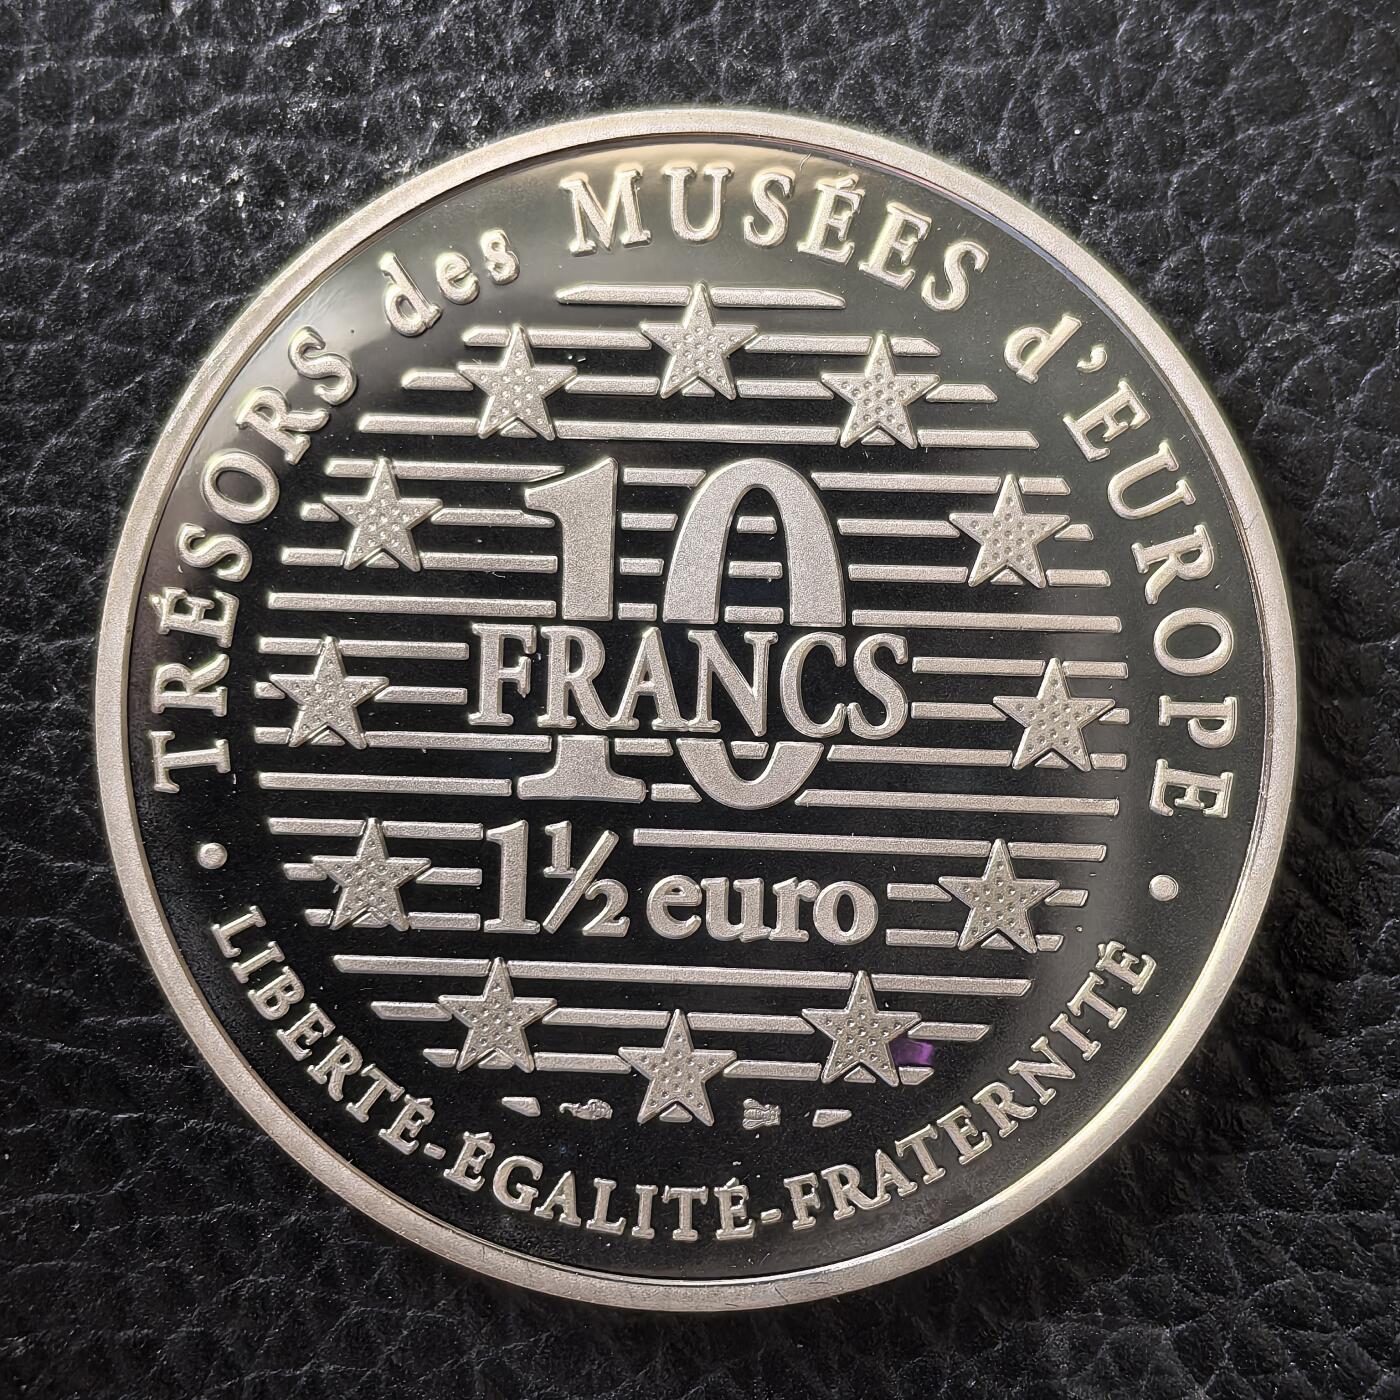 TRÉSORS des MUSÉES d'EUROPE
10
FRANCS
1½ euro
LIBERTÉ-ÉGALITÉ-FRATERNITÉ